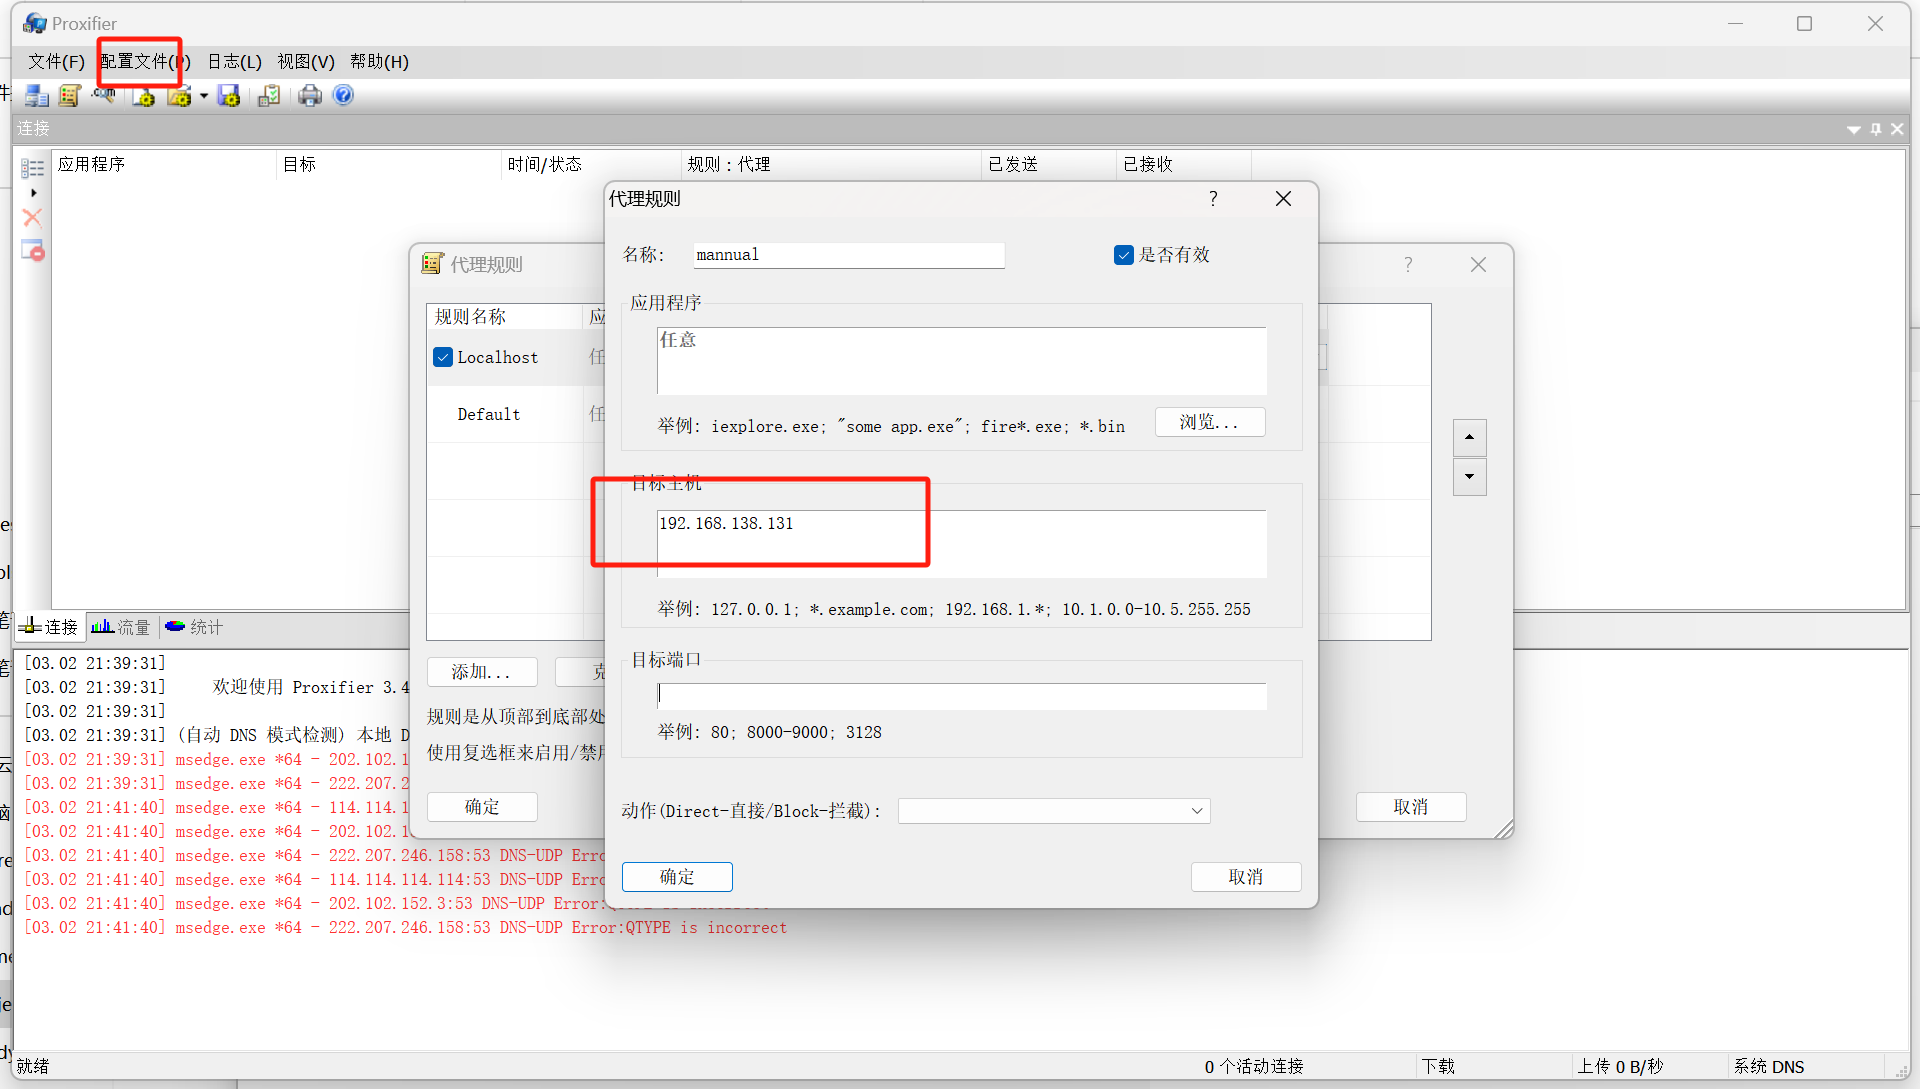 Proxifier
文件(F) 配置文件(P) 日志(L) 视图(V) 帮助(H)
连接
应用程序 目标 时间/状态 规则：代理 已发送 已接收
代理规则 ?
名称： mannual 是否有效
应用程序
任意
举例: iexplore.exe; "some app.exe"; fire*.exe; *.bin 浏览...
目标主机
192.168.138.131
举例: 127.0.0.1; *.example.com; 192.168.1.*; 10.1.0.0-10.5.255.255
目标端口
举例: 80; 8000-9000; 3128
动作(Direct-直接/Block-拦截):
确定 取消
代理规则 ?
规则名称 应
Localhost 任
Default 任
添加... 克
规则是从顶部到底部处
使用复选框来启用/禁用
确定 取消
连接 流量 统计
[03.02 21:39:31]
[03.02 21:39:31] 欢迎使用 Proxifier 3.4
[03.02 21:39:31]
[03.02 21:39:31] (自动 DNS 模式检测) 本地 D
[03.02 21:39:31] msedge.exe *64 - 202.102.1
[03.02 21:39:31] msedge.exe *64 - 222.207.2
[03.02 21:41:40] msedge.exe *64 - 114.114.1
[03.02 21:41:40] msedge.exe *64 - 202.102.1
[03.02 21:41:40] msedge.exe *64 - 222.207.246.158:53 DNS-UDP Erro
[03.02 21:41:40] msedge.exe *64 - 114.114.114.114:53 DNS-UDP Erro
[03.02 21:41:40] msedge.exe *64 - 202.102.152.3:53 DNS-UDP Error:
[03.02 21:41:40] msedge.exe *64 - 222.207.246.158:53 DNS-UDP Error:QTYPE is incorrect
就绪 0 个活动连接 下载 上传 0 B/秒 系统 DNS